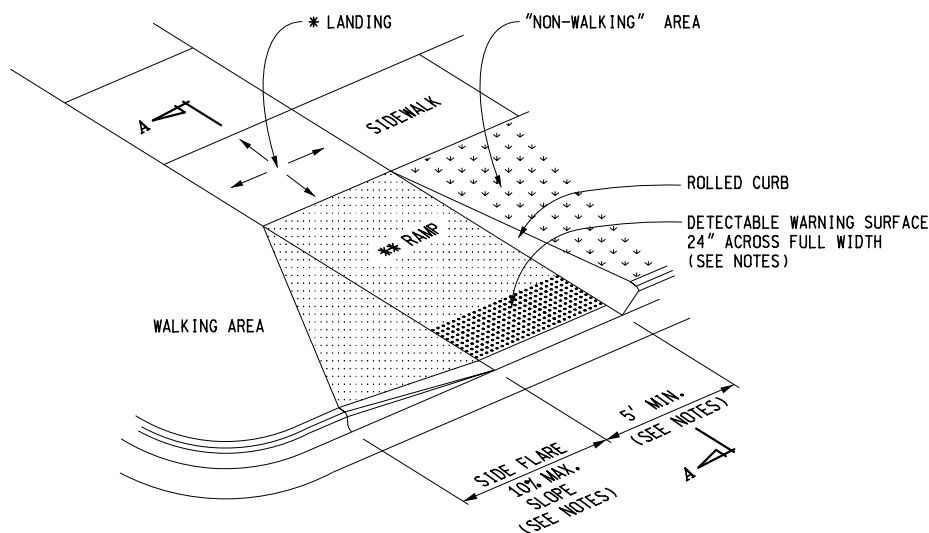 * LANDING
"NON-WALKING" AREA
A
SIDEWALK
ROLLED CURB
** RAMP
DETECTABLE WARNING SURFACE
24" ACROSS FULL WIDTH
(SEE NOTES)
WALKING AREA
5' MIN.
(SEE NOTES)
SIDE FLARE
10% MAX.
SLOPE
(SEE NOTES)
A